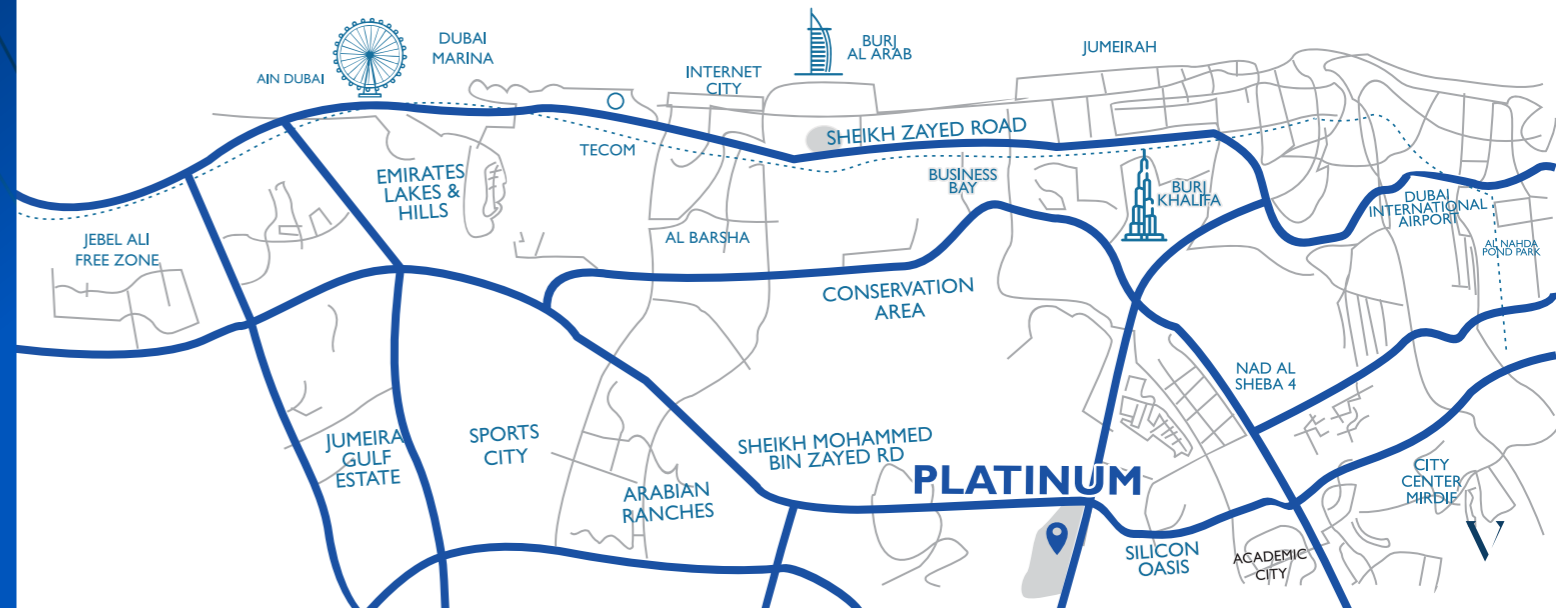 DUBAI
MARINA
AIN DUBAI
BURJ
AL ARAB
JUMEIRAH
INTERNET
CITY
TECOM
SHEIKH ZAYED ROAD
EMIRATES
LAKES &
HILLS
BUSINESS
BAY
BURJ
KHALIFA
DUBAI
INTERNATIONAL
AIRPORT
AL NAHDA
POND PARK
JEBEL ALI
FREE ZONE
AL BARSHA
CONSERVATION
AREA
NAD AL
SHEBA 4
JUMEIRA
GULF
ESTATE
SPORTS
CITY
SHEIKH MOHAMMED
BIN ZAYED RD
PLATINUM
ARABIAN
RANCHES
CITY
CENTER
MIRDIF
SILICON
OASIS
ACADEMIC
CITY
V